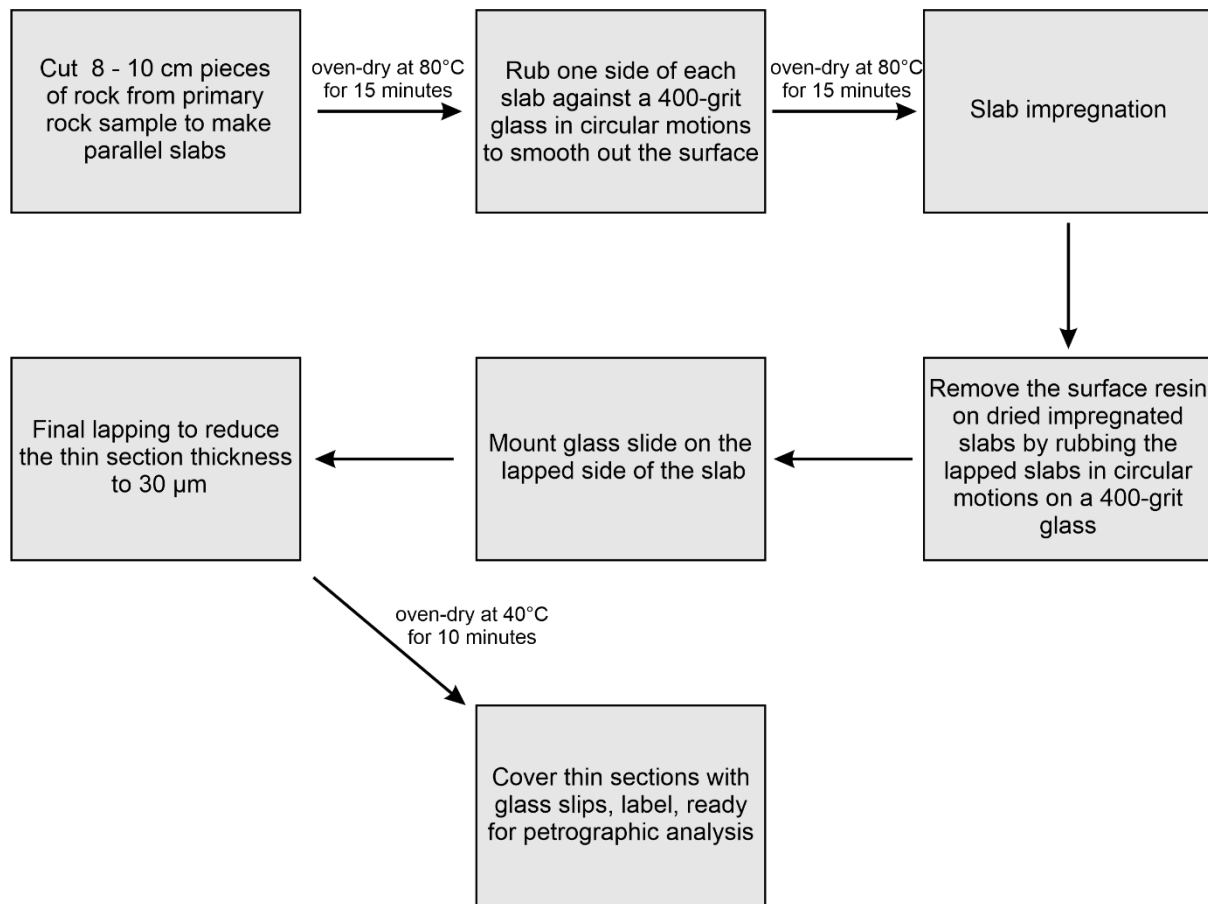 Cut  8 - 10 cm pieces
of rock from primary
rock sample to make
parallel slabs
oven-dry at 80°C
for 15 minutes
Rub one side of each
slab against a 400-grit
glass in circular motions
to smooth out the surface
oven-dry at 80°C
for 15 minutes
Slab impregnation
Remove the surface resin
on dried impregnated
slabs by rubbing the
lapped slabs in circular
motions on a 400-grit
glass
Mount glass slide on the
lapped side of the slab
Final lapping to reduce
the thin section thickness
to 30 µm
oven-dry at 40°C
for 10 minutes
Cover thin sections with
glass slips, label, ready
for petrographic analysis